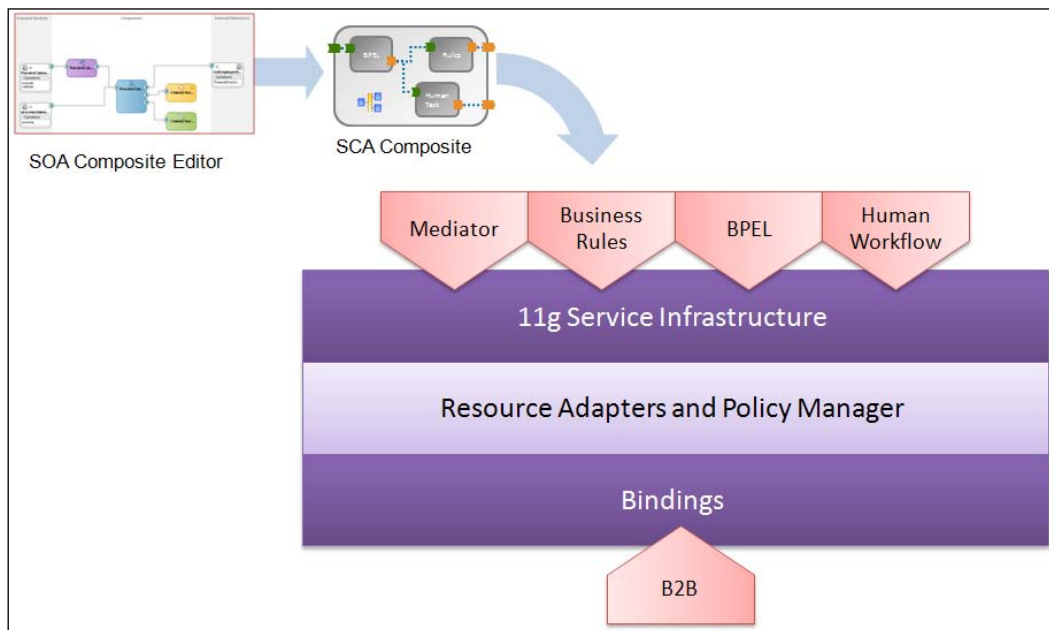 Components
SOA Composite Editor
BPEL
Rules
Human
Task
SCA Composite
Mediator
Business
Rules
BPEL
Human
Workflow
11g Service Infrastructure
Resource Adapters and Policy Manager
Bindings
B2B